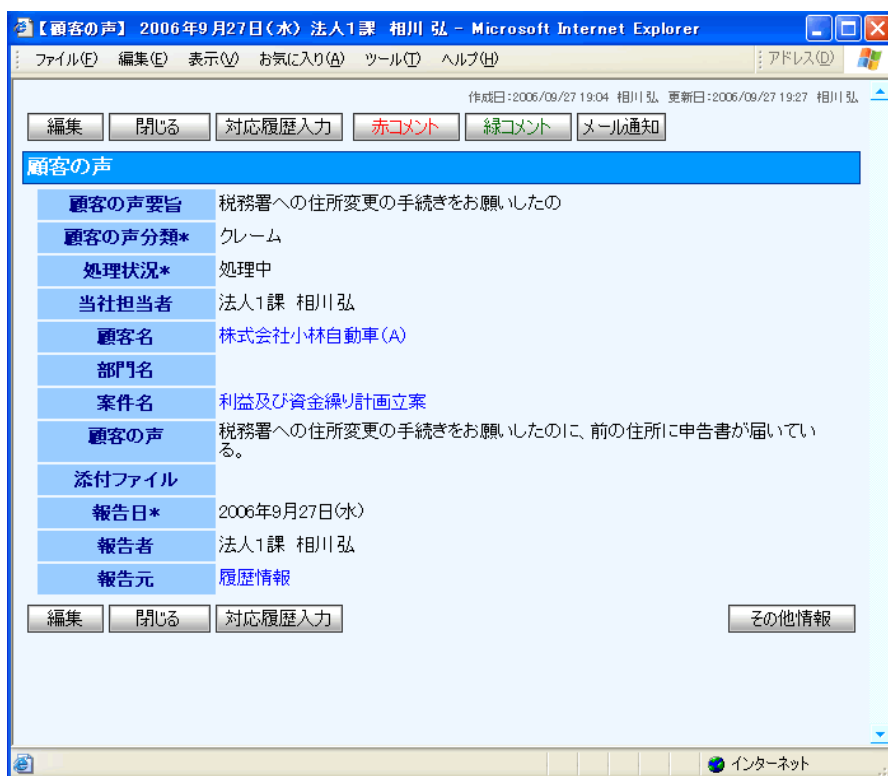 【顧客の声】 2006年9月27日(水) 法人1課 相川 弘 - Microsoft Internet Explorer
ファイル(F) 編集(E) 表示(V) お気に入り(A) ツール(T) ヘルプ(H) アドレス(D)
作成日:2006/09/27 19:04 相川 弘 更新日:2006/09/27 19:27 相川 弘
編集 閉じる 対応履歴入力 赤コメント 緑コメント メール通知
顧客の声
顧客の声要旨 税務署への住所変更の手続きをお願いしたの
顧客の声分類* クレーム
処理状況* 処理中
当社担当者 法人1課 相川 弘
顧客名 株式会社小林自動車(A)
部門名
案件名 利益及び資金繰り計画立案
顧客の声 税務署への住所変更の手続きをお願いしたのに、前の住所に申告書が届いてい
る。
添付ファイル
報告日* 2006年9月27日(水)
報告者 法人1課 相川 弘
報告元 履歴情報
編集 閉じる 対応履歴入力 その他情報
インターネット